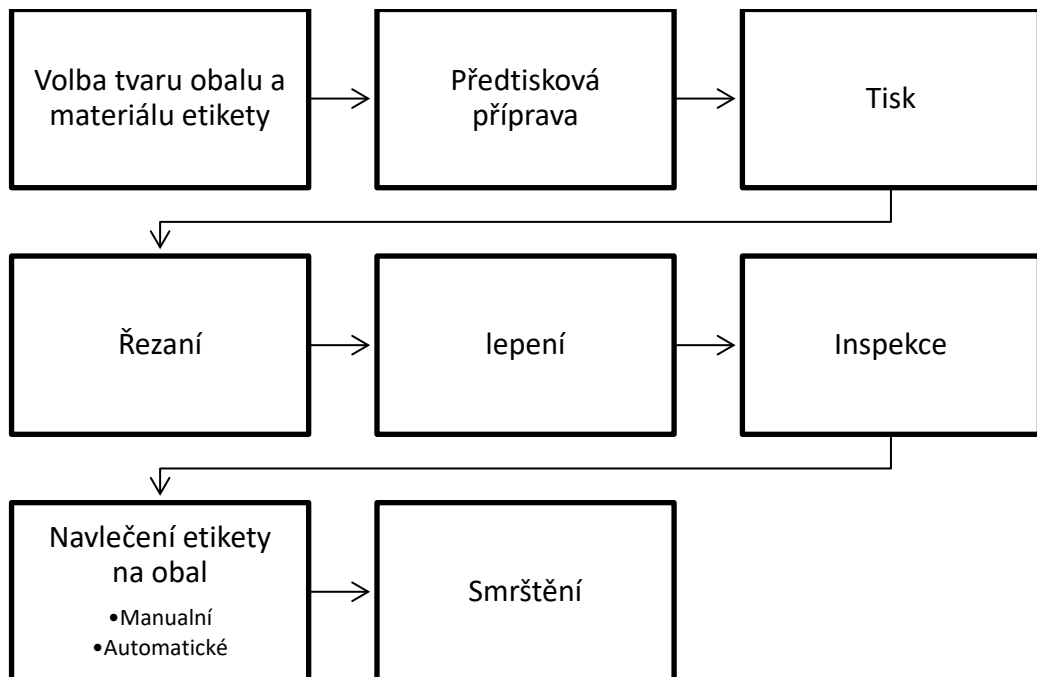 Volba tvaru obalu a
materiálu etikety
Předtisková
příprava
Tisk
Řezaní
lepení
Inspekce
Navlečení etikety
na obal
•Manualní
•Automatické
Smrštění